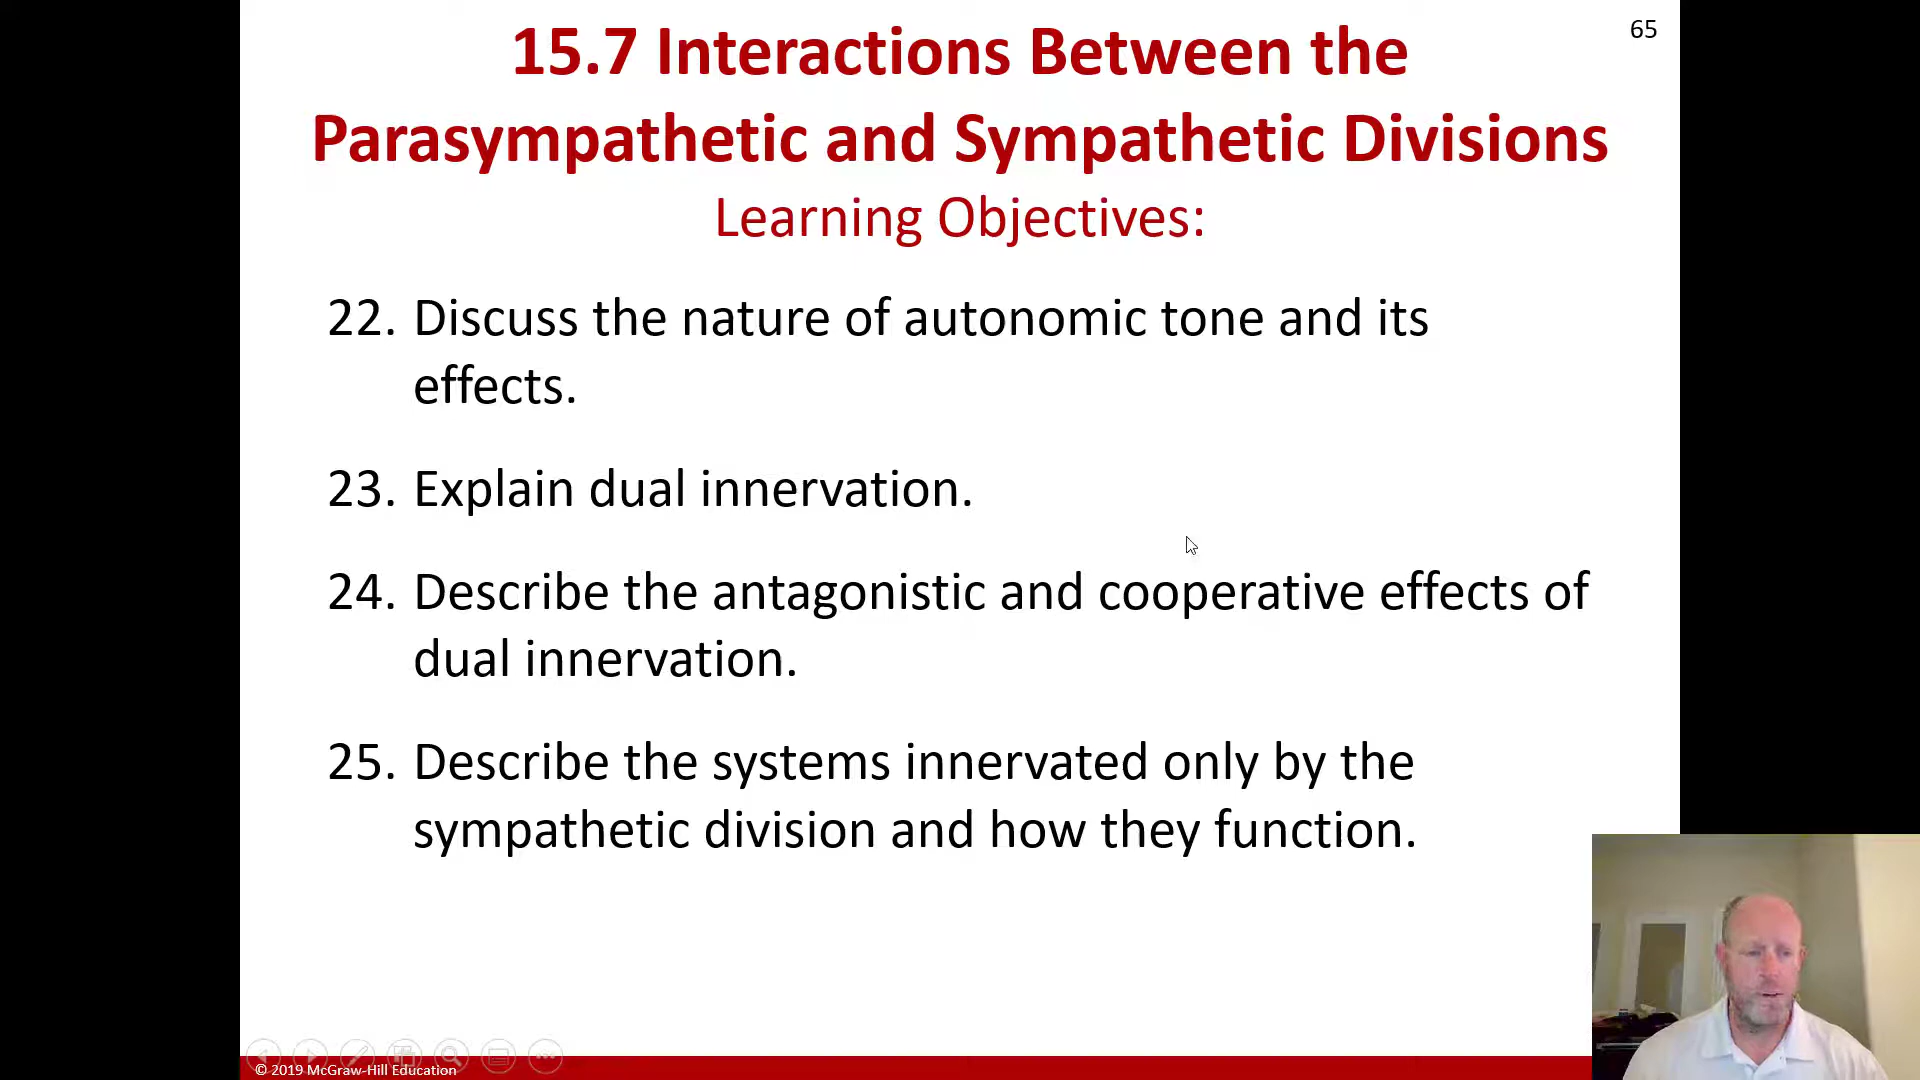 65
15.7 Interactions Between the
Parasympathetic and Sympathetic Divisions
Learning Objectives:
22. Discuss the nature of autonomic tone and its
effects.
23. Explain dual innervation.
24. Describe the antagonistic and cooperative effects of
dual innervation.
25. Describe the systems innervated only by the
sympathetic division and how they function.
© 2019 McGraw-Hill Education